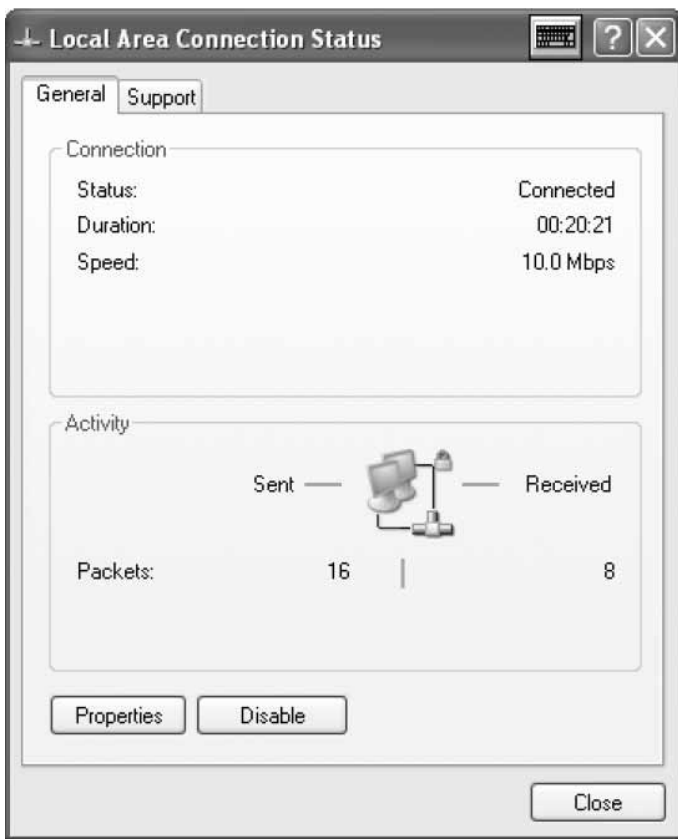 Local Area Connection Status
General
Support
Connection
Status: Connected
Duration: 00:20:21
Speed: 10.0 Mbps
Activity
Sent Received
Packets: 16 8
Properties
Disable
Close